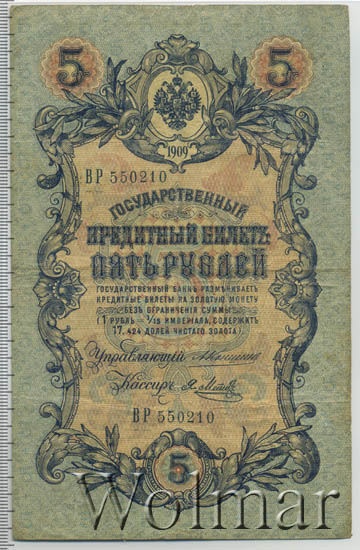 5 5
1909
ВР 550210
ГОСУДАРСТВЕННЫЙ
КРЕДИТНЫЙ БИЛЕТЪ
ПЯТЬ РУБЛЕЙ
ГОСУДАРСТВЕННЫЙ БАНКЪ РАЗМѢНИВАЕТЪ
КРЕДИТНЫЕ БИЛЕТЫ НА ЗОЛОТУЮ МОНЕТУ
БЕЗЪ ОГРАНИЧЕНІЯ СУММЫ
(1 РУБЛЬ = 1/15 ИМПЕРІАЛА, СОДЕРЖИТЪ
17,424 ДОЛЕЙ ЧИСТАГО ЗОЛОТА)
Управляющій
Кассиръ
ВР 550210
5
Wolmar